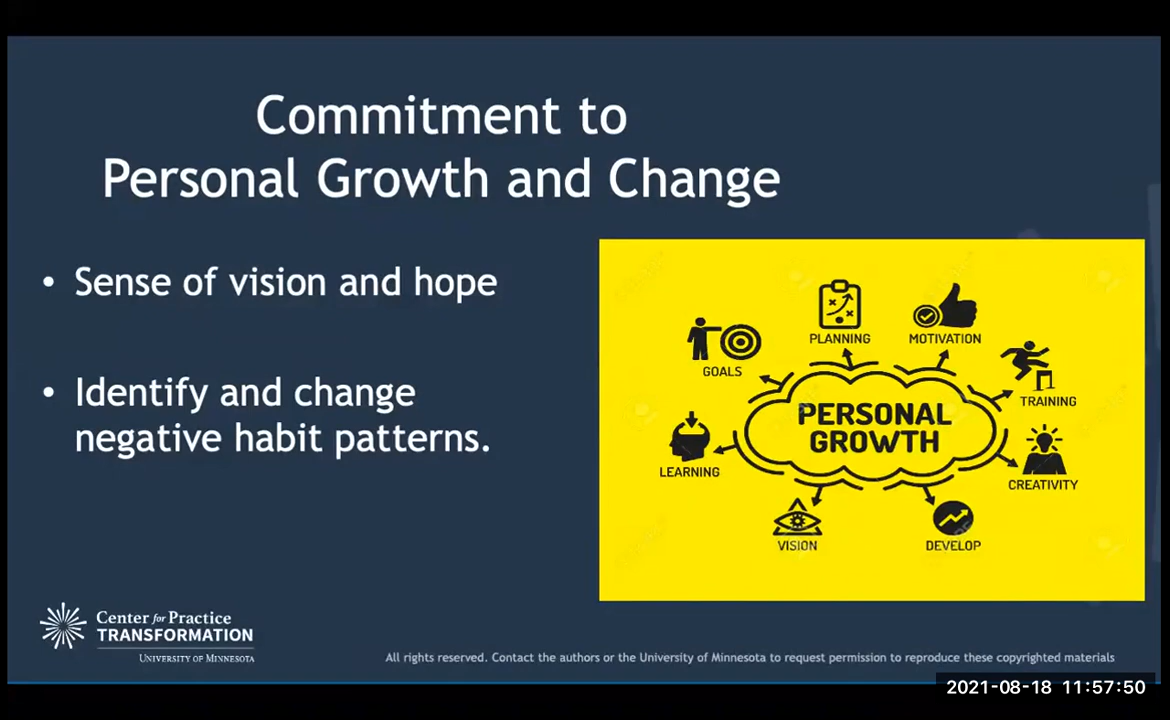 Commitment to
Personal Growth and Change
• Sense of vision and hope
• Identify and change
negative habit patterns.
PLANNING
MOTIVATION
GOALS
TRAINING
PERSONAL
GROWTH
LEARNING
CREATIVITY
VISION
DEVELOP
Center for Practice
TRANSFORMATION
UNIVERSITY OF MINNESOTA
All rights reserved. Contact the authors or the University of Minnesota to request permission to reproduce these copyrighted materials
2021-08-18 11:57:50